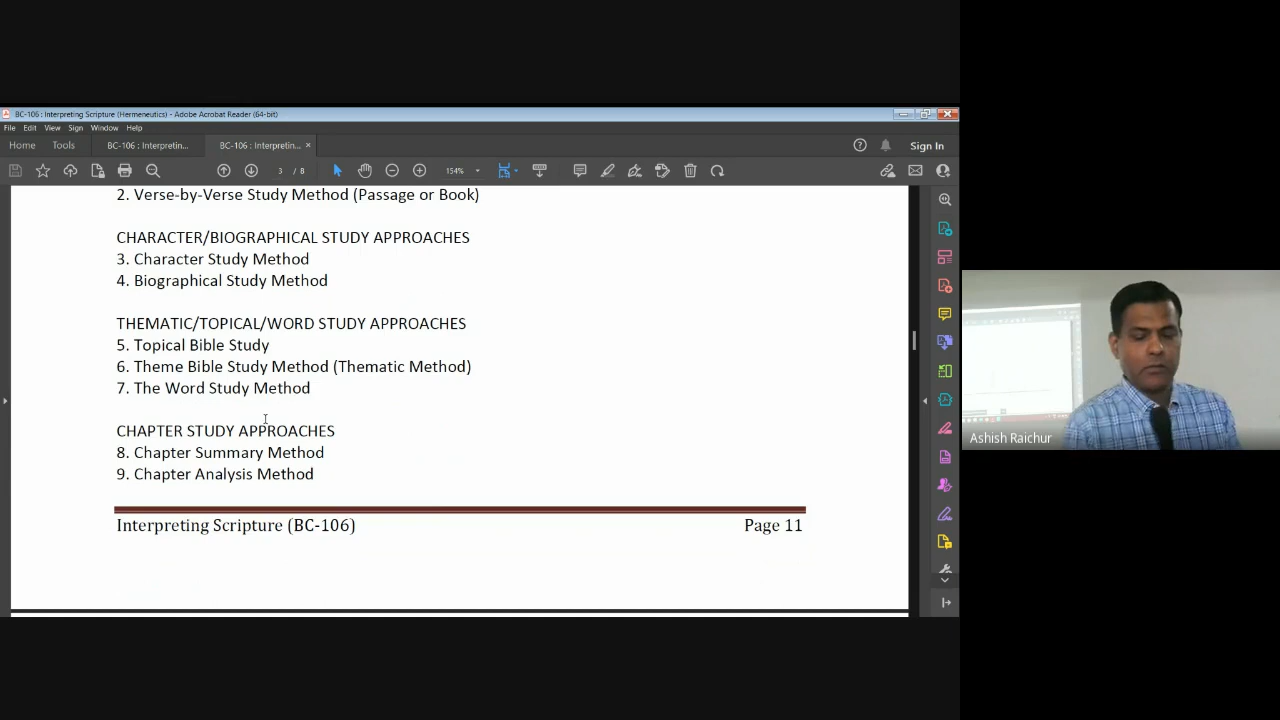 BC-106 : Interpreting Scripture (Hermeneutics) - Adobe Acrobat Reader (64-bit)
File Edit View Sign Window Help
Home Tools BC-106 : Interpretin... BC-106 : Interpretin... × Sign In
3 / 8 154%
2. Verse-by-Verse Study Method (Passage or Book)
CHARACTER/BIOGRAPHICAL STUDY APPROACHES
3. Character Study Method
4. Biographical Study Method
THEMATIC/TOPICAL/WORD STUDY APPROACHES
5. Topical Bible Study
6. Theme Bible Study Method (Thematic Method)
7. The Word Study Method
CHAPTER STUDY APPROACHES
8. Chapter Summary Method
9. Chapter Analysis Method
Interpreting Scripture (BC-106) Page 11
Ashish Raichur